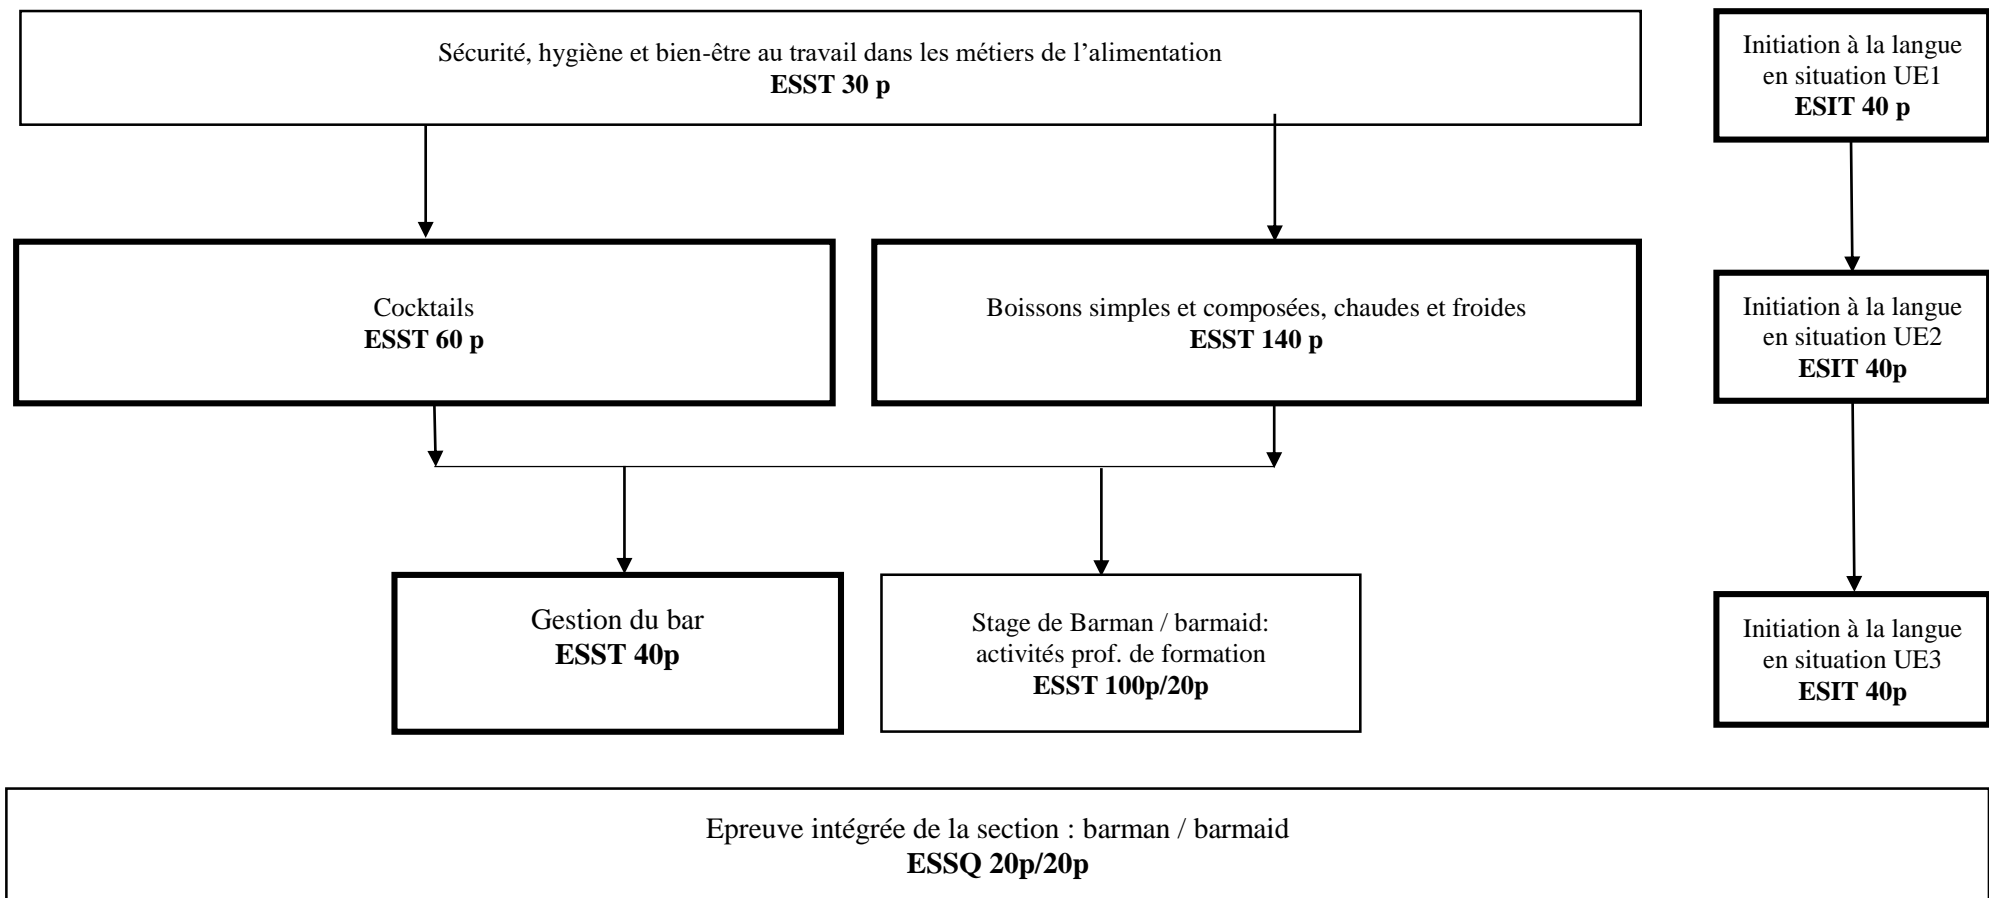 Sécurité, hygiène et bien-être au travail dans les métiers de l’alimentation
ESST 30 p
Initiation à la langue
en situation UE1
ESIT 40 p
Cocktails
ESST 60 p
Boissons simples et composées, chaudes et froides
ESST 140 p
Initiation à la langue
en situation UE2
ESIT 40p
Gestion du bar
ESST 40p
Stage de Barman / barmaid:
activités prof. de formation
ESST 100p/20p
Initiation à la langue
en situation UE3
ESIT 40p
Epreuve intégrée de la section : barman / barmaid
ESSQ 20p/20p